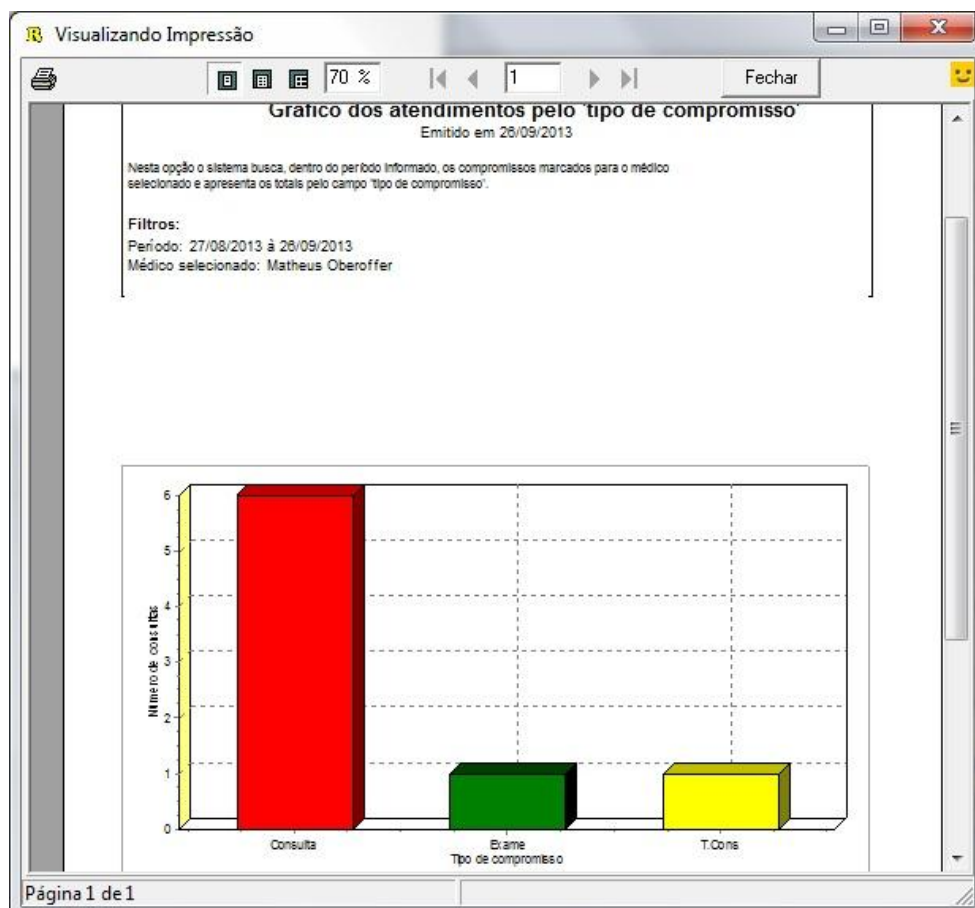 Visualizando Impressão
70 %
1
Fechar
Gráfico dos atendimentos pelo 'tipo de compromisso'
Emitido em 26/09/2013
Nesta opção o sistema busca, dentro do período informado, os compromissos marcados para o médico
selecionado e apresenta os totais pelo campo 'tipo de compromisso'.
Filtros:
Período: 27/08/2013 à 26/09/2013
Médico selecionado: Matheus Oberoffer
6
5
4
3
2
1
0
Número de consultas
Consulta
Exame
T.Cons
Tipo de compromisso
Página 1 de 1